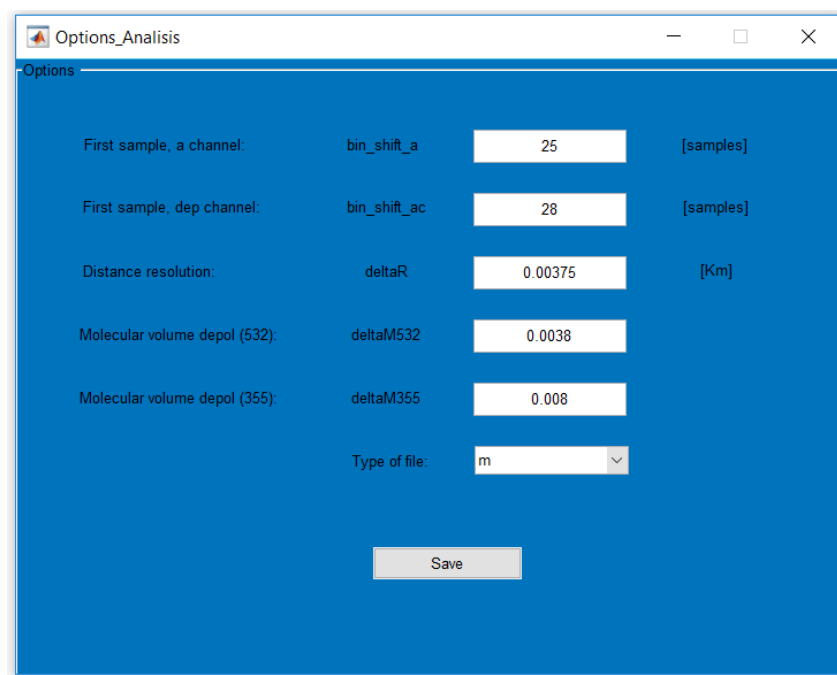 Options_Analisis
Options
First sample, a channel: bin_shift_a 25 [samples]
First sample, dep channel: bin_shift_ac 28 [samples]
Distance resolution: deltaR 0.00375 [Km]
Molecular volume depol (532): deltaM532 0.0038
Molecular volume depol (355): deltaM355 0.008
Type of file: m
Save